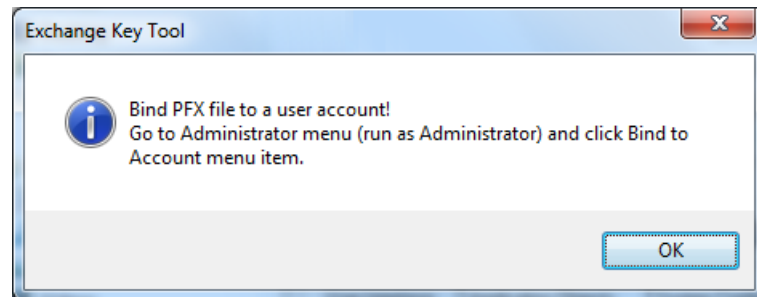 Exchange Key Tool
Bind PFX file to a user account!
Go to Administrator menu (run as Administrator) and click Bind to
Account menu item.
OK